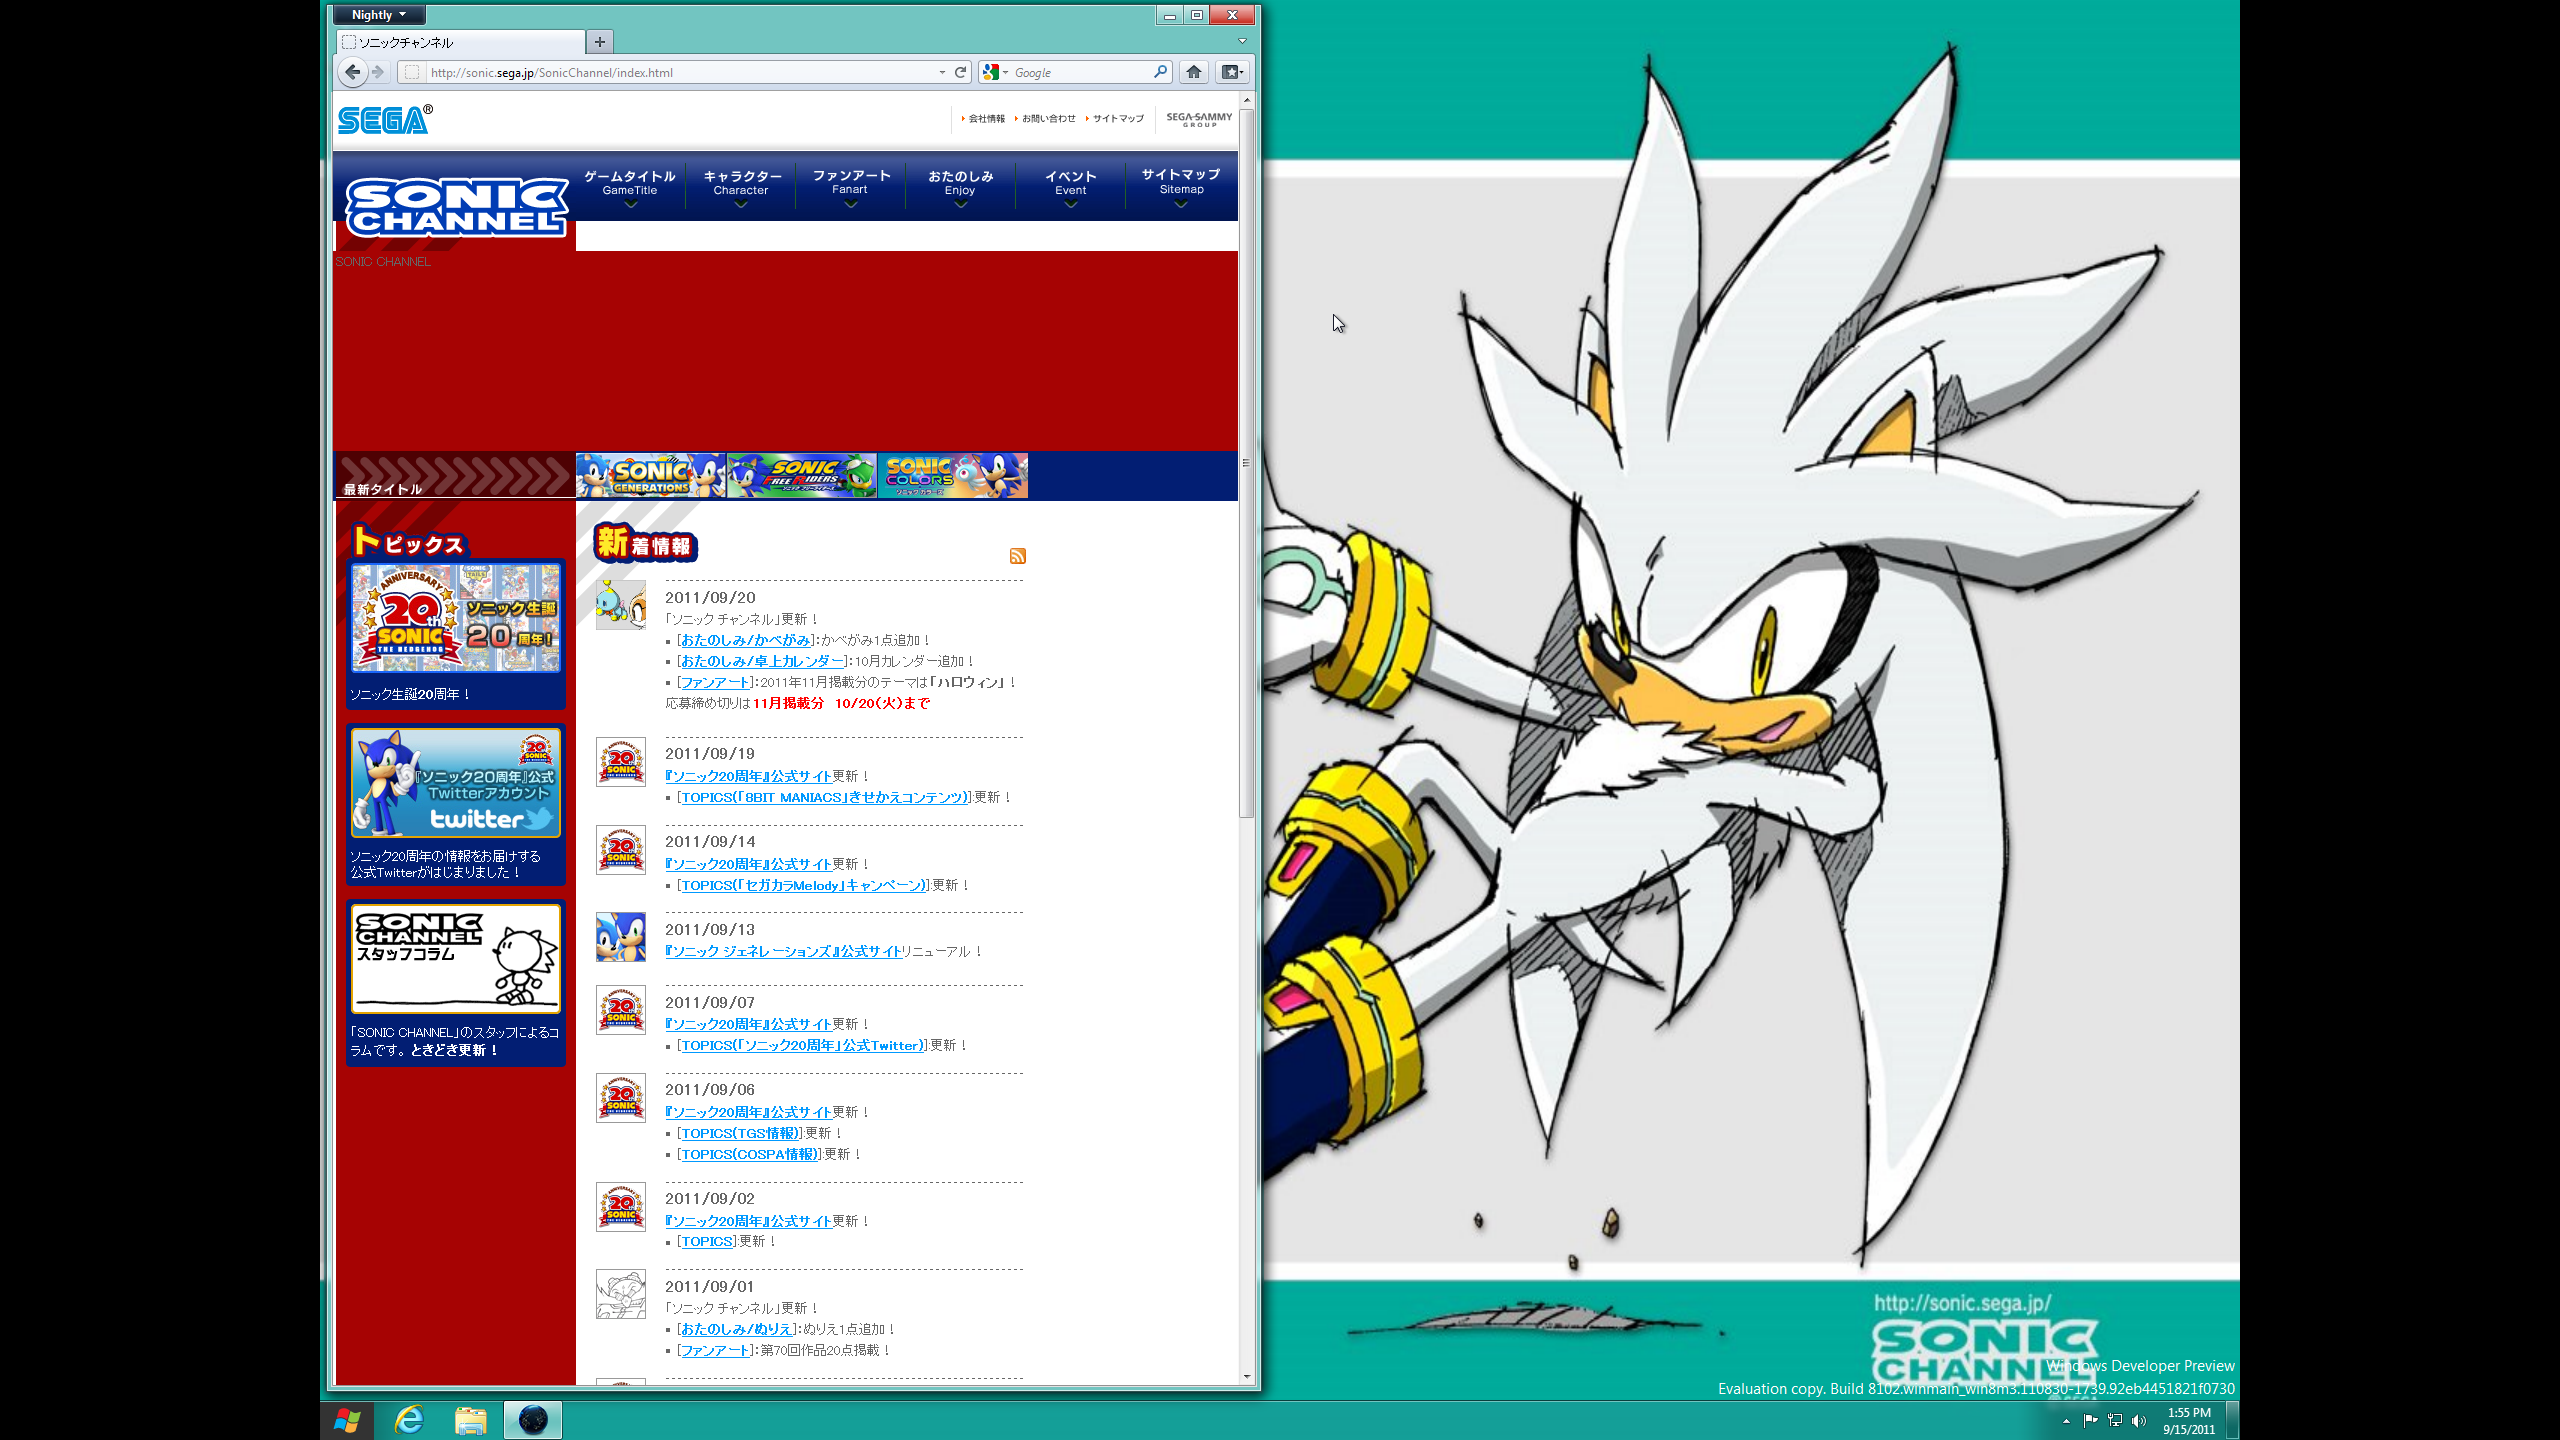 Nightly
ソニックチャンネル
http://sonic.sega.jp/SonicChannel/index.html
Google
SEGA®
会社情報
お問い合わせ
サイトマップ
SEGA SAMMY
GROUP
SONIC
CHANNEL
ゲームタイトル
GameTitle
キャラクター
Character
ファンアート
Fanart
おたのしみ
Enjoy
イベント
Event
サイトマップ
Sitemap
SONIC CHANNEL
最新タイトル
SONIC
GENERATIONS
SONIC
FREE RIDERS
SONIC
COLORS
ソニック カラーズ
トピックス
ANNIVERSARY
20th
SONIC
THE HEDGEHOG
ソニック生誕
20周年!
ソニック生誕20周年！
『ソニック20周年』公式
Twitterアカウント
twitter
ソニック20周年の情報をお届けする
公式Twitterがはじまりました！
SONIC
CHANNEL
スタッフコラム
「SONIC CHANNEL」のスタッフによるコ
ラムです。ときどき更新！
新着情報
2011/09/20
「ソニック チャンネル」更新！
[おたのしみ/かべがみ]：かべがみ1点追加！
[おたのしみ/卓上カレンダー]：10月カレンダー追加！
[ファンアート]：2011年11月掲載分のテーマは「ハロウィン」！
応募締め切りは11月掲載分　10/20（火）まで
2011/09/19
『ソニック20周年』公式サイト更新！
[TOPICS(「8BIT MANIACS」きせかえコンテンツ)]:更新！
2011/09/14
『ソニック20周年』公式サイト更新！
[TOPICS(「セガカラMelody」キャンペーン)]:更新！
2011/09/13
『ソニック ジェネレーションズ』公式サイトリニューアル！
2011/09/07
『ソニック20周年』公式サイト更新！
[TOPICS(「ソニック20周年」公式Twitter)]:更新！
2011/09/06
『ソニック20周年』公式サイト更新！
[TOPICS(TGS情報)]:更新！
[TOPICS(COSPA情報)]:更新！
2011/09/02
『ソニック20周年』公式サイト更新！
[TOPICS]:更新！
2011/09/01
「ソニック チャンネル」更新！
[おたのしみ/ぬりえ]：ぬりえ1点追加！
[ファンアート]：第70回作品20点掲載！
http://sonic.sega.jp/
SONIC
CHANNEL
Windows Developer Preview
Evaluation copy. Build 8102.winmain_win8m3.110830-1739.92eb4451821f0730
1:55 PM
9/15/2011